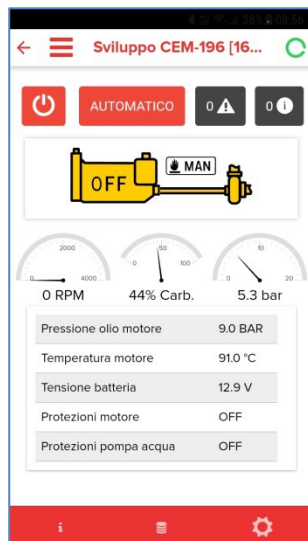 38% 08:56
Sviluppo CEM-196 [16...
AUTOMATICO
0
0
MAN
OFF
2000
0
4000
50
0
100
10
0
20
0 RPM
44% Carb.
5.3 bar
Pressione olio motore 9.0 BAR
Temperatura motore 91.0 °C
Tensione batteria 12.9 V
Protezioni motore OFF
Protezioni pompa acqua OFF